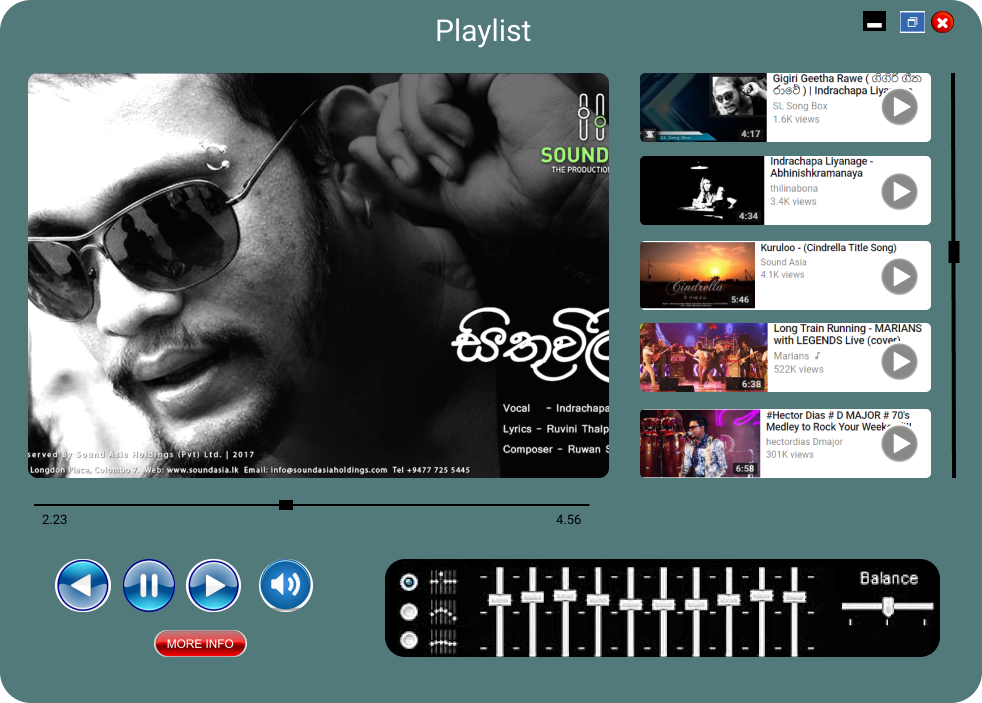 Playlist
SOUND
THE PRODUCTION
සිතුවිලි
Vocal - Indrachapa
Lyrics - Ruvini Thalp
Composer - Ruwan S
served By Sound Asia Holdings (Pvt) Ltd. | 2017
Longdon Place, Colombo 7. Web: www.soundasia.lk Email: info@soundasiaholdings.com Tel +9477 725 5445
2.23
4.56
Gigiri Geetha Rawe ( ගිගිරි ගීත
රාවේ ) | Indrachapa Liyanage
SL Song Box
1.6K views
SL Song Box
4:17
Indrachapa Liyanage -
Abhinishkramanaya
thilinabona
3.4K views
4:34
Kuruloo - (Cindrella Title Song)
Sound Asia
4.1K views
Cindrella
5:46
Long Train Running - MARIANS
with LEGENDS Live (cover)
Marians ♪
522K views
6:38
#Hector Dias # D MAJOR # 70's
Medley to Rock Your Weekend!!!
hectordias Dmajor
301K views
6:58
MORE INFO
Balance